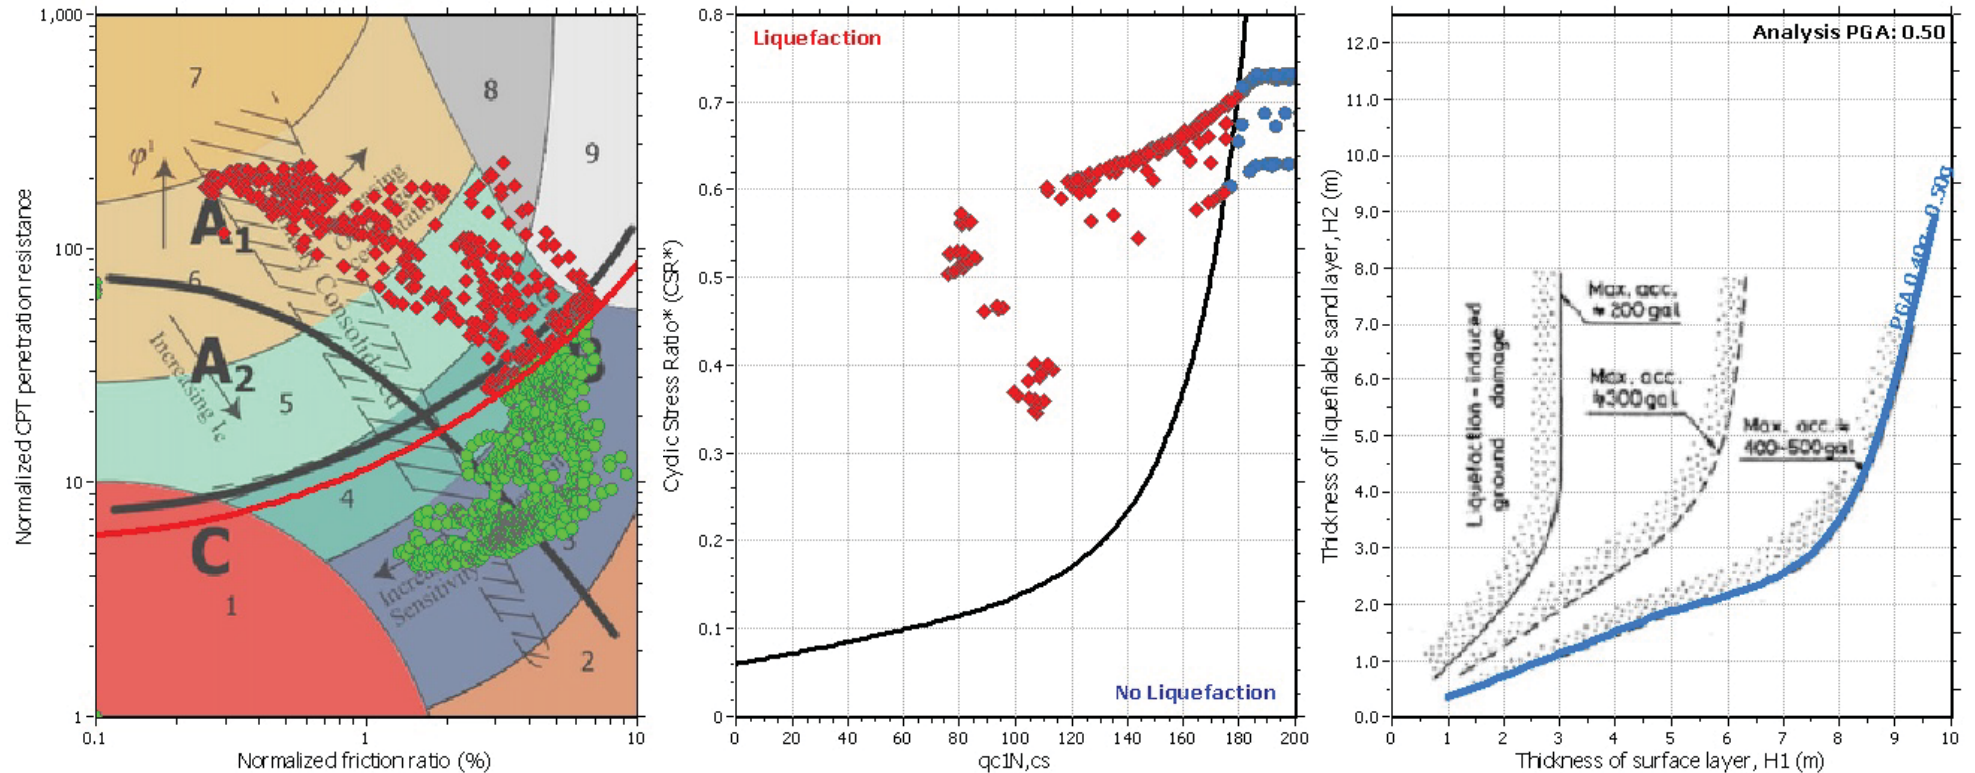 1,000
100
10
1
0.1
1
10
Normalized CPT penetration resistance
Normalized friction ratio (%)
7
8
9
φ'
A1
6
A2
5
4
C
1
3
2
Increasing Ic
Consolidated
Increasing
Sensitivity
Liquefaction
No Liquefaction
0.8
0.7
0.6
0.5
0.4
0.3
0.2
0.1
0
0
20
40
60
80
100
120
140
160
180
200
Cyclic Stress Ratio* (CSR*)
qc1N,cs
Analysis PGA: 0.50
12.0
11.0
10.0
9.0
8.0
7.0
6.0
5.0
4.0
3.0
2.0
1.0
0.0
0
1
2
3
4
5
6
7
8
9
10
Thickness of liquefiable sand layer, H2 (m)
Thickness of surface layer, H1 (m)
Liquefaction - induced
ground damage
Max. acc.
≒ 200 gal
Max. acc.
≒ 300 gal
Max. acc. ≒
400-500 gal
PGA 0.40g - 0.50g